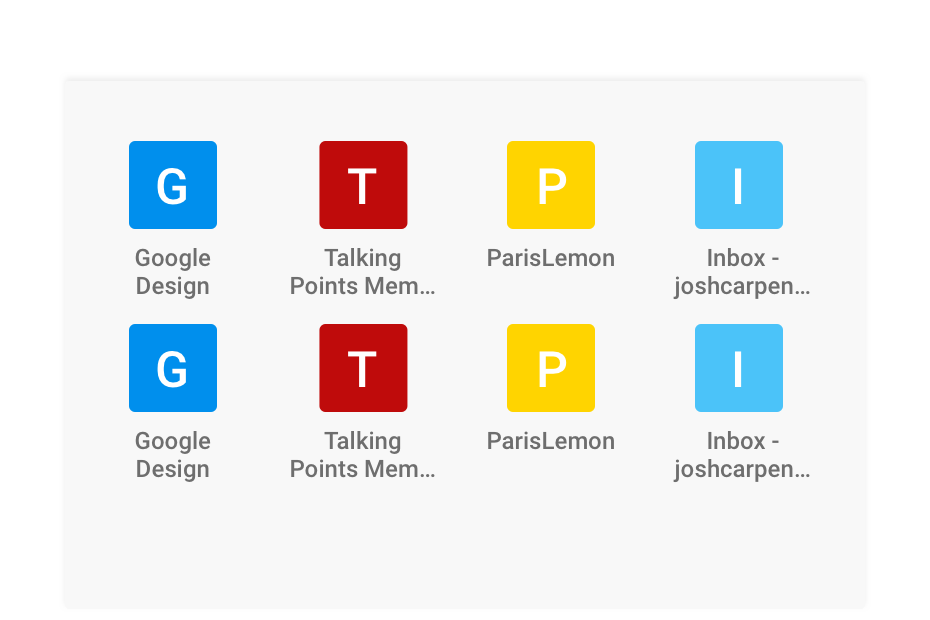 G
T
P
I
Google
Design
Talking
Points Mem…
ParisLemon
Inbox -
joshcarpen…
G
T
P
I
Google
Design
Talking
Points Mem…
ParisLemon
Inbox -
joshcarpen…